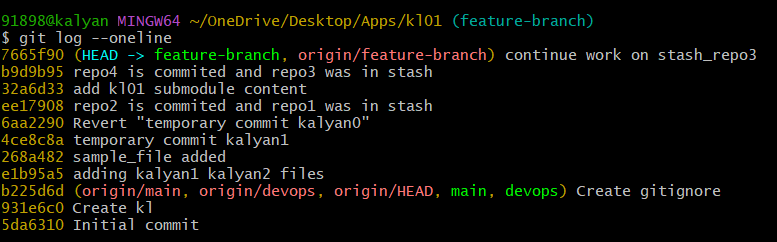 91898@kalyan MINGW64 ~/OneDrive/Desktop/Apps/kl01 (feature-branch)
$ git log --oneline
7665f90 (HEAD -> feature-branch, origin/feature-branch) continue work on stash_repo3
b9d9b95 repo4 is commited and repo3 was in stash
32a6d33 add kl01 submodule content
ee17908 repo2 is commited and repo1 was in stash
6aa2290 Revert "temporary commit kalyan0"
4ce8c8a temporary commit kalyan1
268a482 sample_file added
e1b95a5 adding kalyan1 kalyan2 files
b225d6d (origin/main, origin/devops, origin/HEAD, main, devops) Create gitignore
931e6c0 Create kl
5da6310 Initial commit